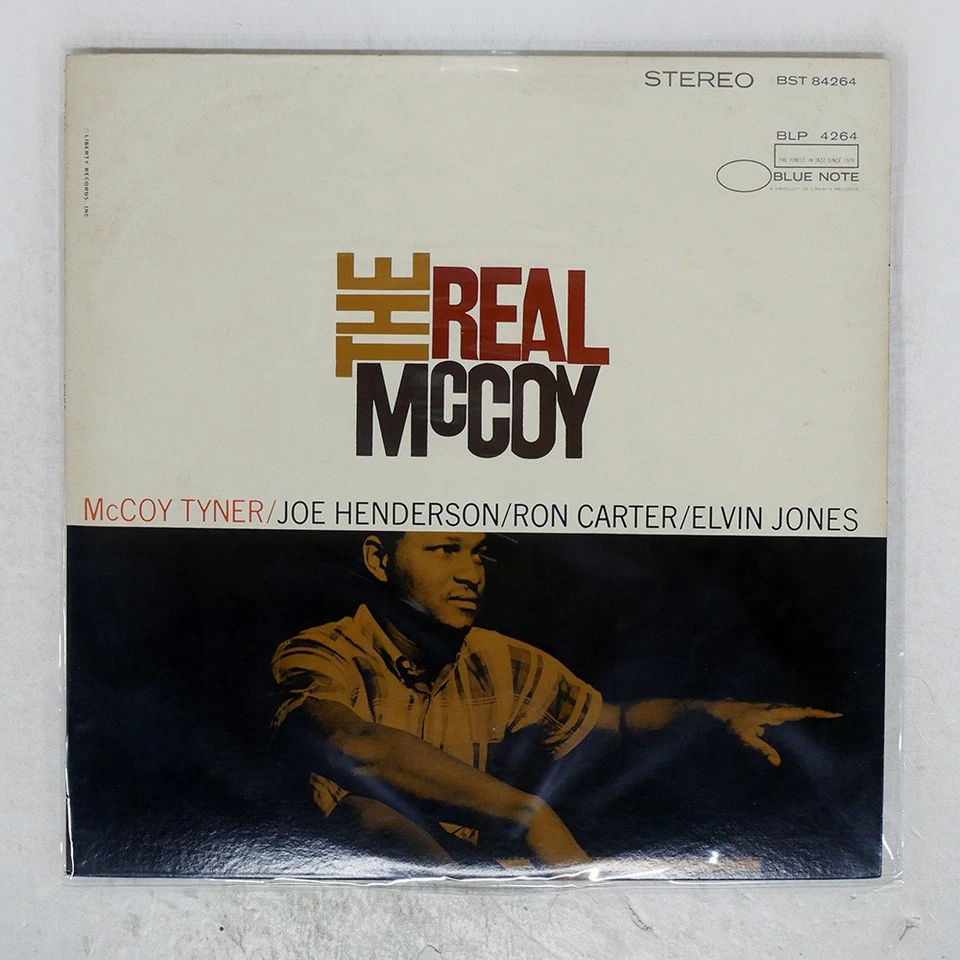 STEREO BST 84264
BLP 4264
THE FINEST IN JAZZ SINCE 1939
BLUE NOTE
A PRODUCT OF LIBERTY RECORDS
© LIBERTY RECORDS, INC
THE REAL
McCOY
McCOY TYNER/JOE HENDERSON/RON CARTER/ELVIN JONES